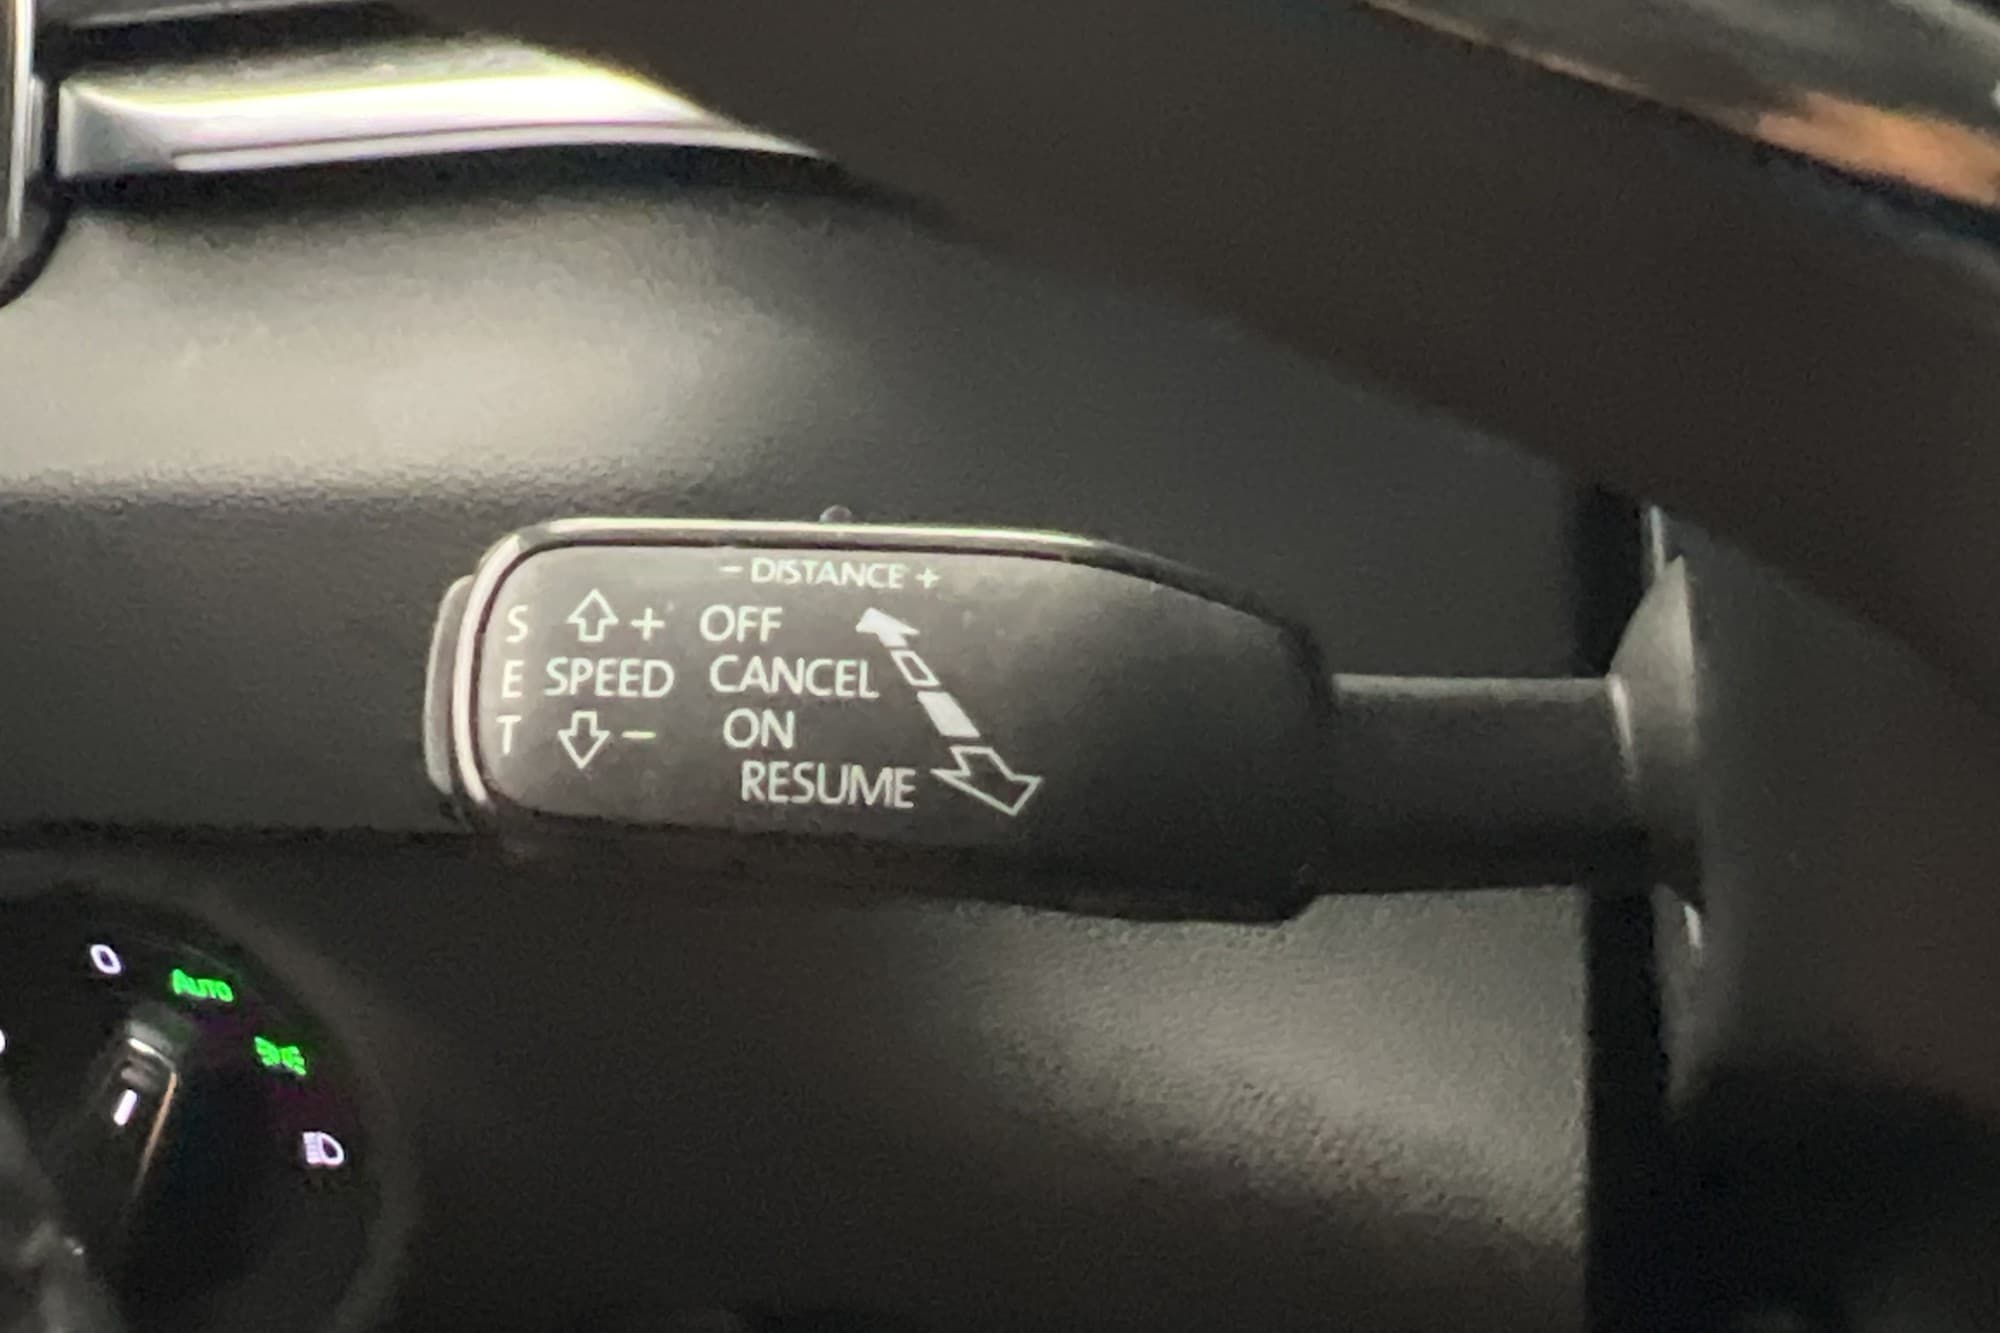 - DISTANCE +
S + OFF
E SPEED CANCEL
T - ON
RESUME
O AUTO